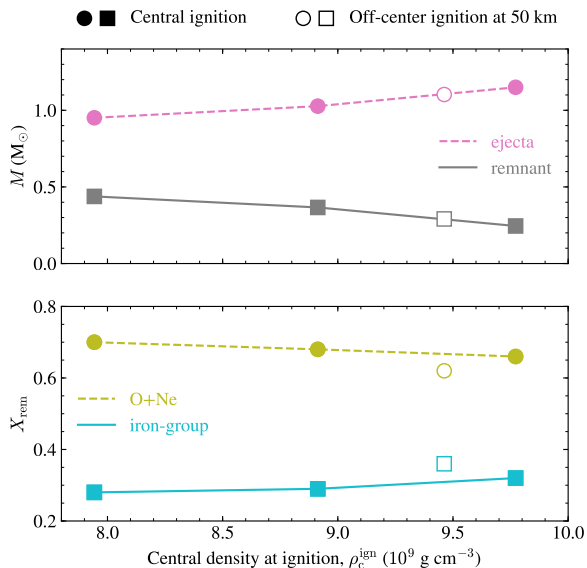 Central ignition
Off-center ignition at 50 km
M (M⊙)
1.0
0.5
0.0
ejecta
remnant
X_rem
0.8
0.6
0.4
0.2
O+Ne
iron-group
8.0 8.5 9.0 9.5 10.0
Central density at ignition, ρ_c^ign (10^9 g cm^−3)